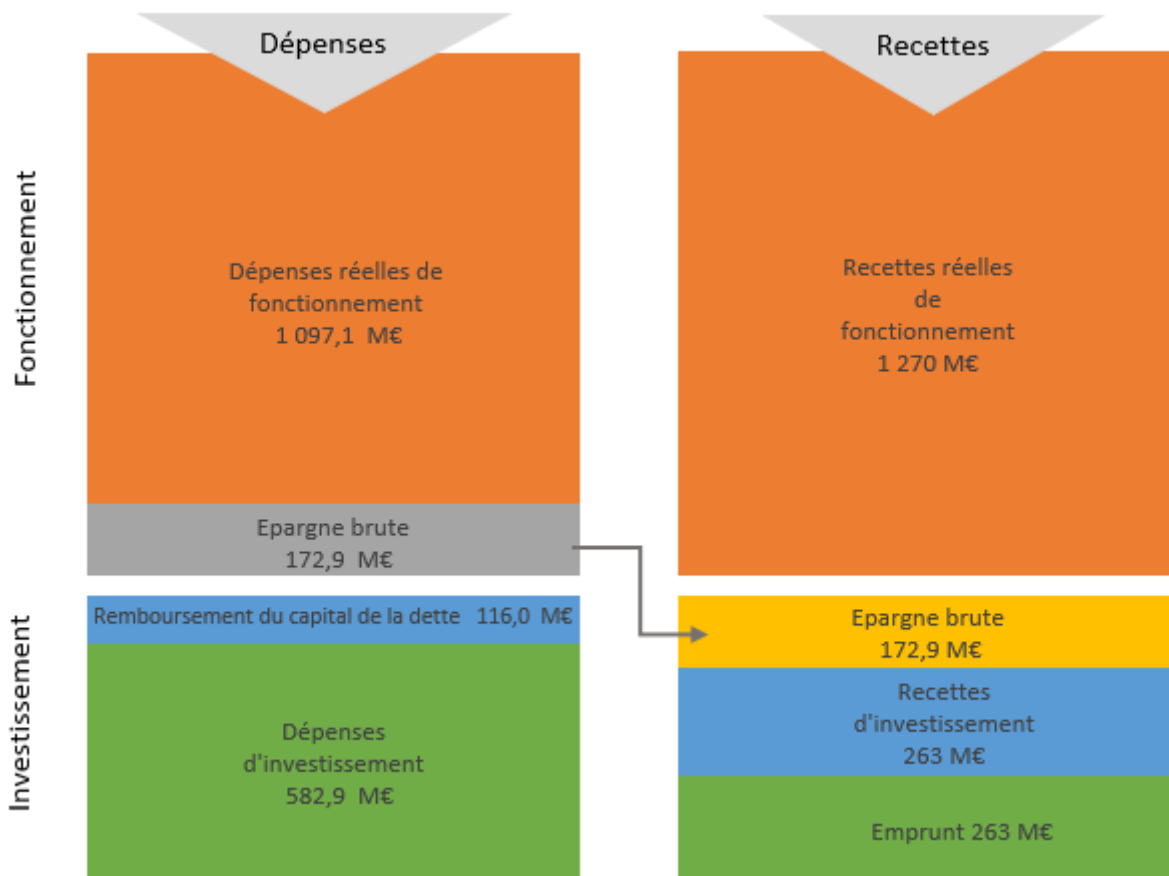 Dépenses
Recettes
Fonctionnement
Dépenses réelles de
fonctionnement
1 097,1 M€
Recettes réelles
de
fonctionnement
1 270 M€
Epargne brute
172,9 M€
Investissement
Remboursement du capital de la dette 116,0 M€
Dépenses
d'investissement
582,9 M€
Epargne brute
172,9 M€
Recettes
d'investissement
263 M€
Emprunt 263 M€